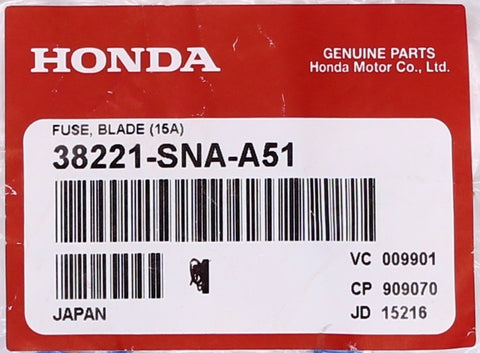 HONDA
GENUINE PARTS
Honda Motor Co., Ltd.
FUSE, BLADE (15A)
38221-SNA-A51
VC 009901
CP 909070
JD 15216
JAPAN